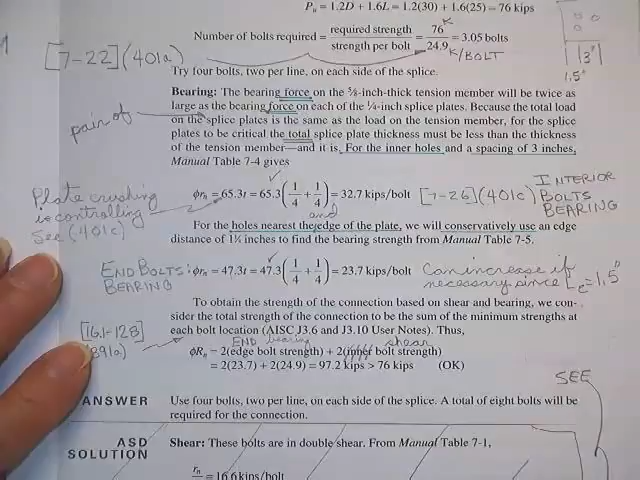 Pₙ = 1.2D + 1.6L = 1.2(30) + 1.6(25) = 76 kips
Number of bolts required = required strength / strength per bolt = 76 K / 24.9 K/BOLT = 3.05 bolts
[7-22] (401a)
3"
1.5"
Try four bolts, two per line, on each side of the splice.
Bearing: The bearing force on the 5/8-inch-thick tension member will be twice as
large as the bearing force on each of the 1/4-inch splice plates. Because the total load
pair of
on the splice plates is the same as the load on the tension member, for the splice
plates to be critical the total splice plate thickness must be less than the thickness
of the tension member—and it is. For the inner holes and a spacing of 3 inches,
Manual Table 7-4 gives
Plate crushing
is controlling
See (401c)
ϕrₙ = 65.3t = 65.3(1/4 + 1/4) = 32.7 kips/bolt
[7-26] (401c)
INTERIOR
BOLTS
BEARING
and
For the holes nearest the edge of the plate, we will conservatively use an edge
distance of 1¼ inches to find the bearing strength from Manual Table 7-5.
END BOLTS:
BEARING
ϕrₙ = 47.3t = 47.3(1/4 + 1/4) = 23.7 kips/bolt
Can increase if
necessary since Le = 1.5"
To obtain the strength of the connection based on shear and bearing, we con-
sider the total strength of the connection to be the sum of the minimum strengths at
each bolt location (AISC J3.6 and J3.10 User Notes). Thus,
[16.1-128]
391a)
END bearing
shear
ϕRₙ = 2(edge bolt strength) + 2(inner bolt strength)
= 2(23.7) + 2(24.9) = 97.2 kips > 76 kips (OK)
SEE
ANSWER
Use four bolts, two per line, on each side of the splice. A total of eight bolts will be
required for the connection.
ASD
SOLUTION
Shear: These bolts are in double shear. From Manual Table 7-1,
rₙ = 16.6 kips/bolt